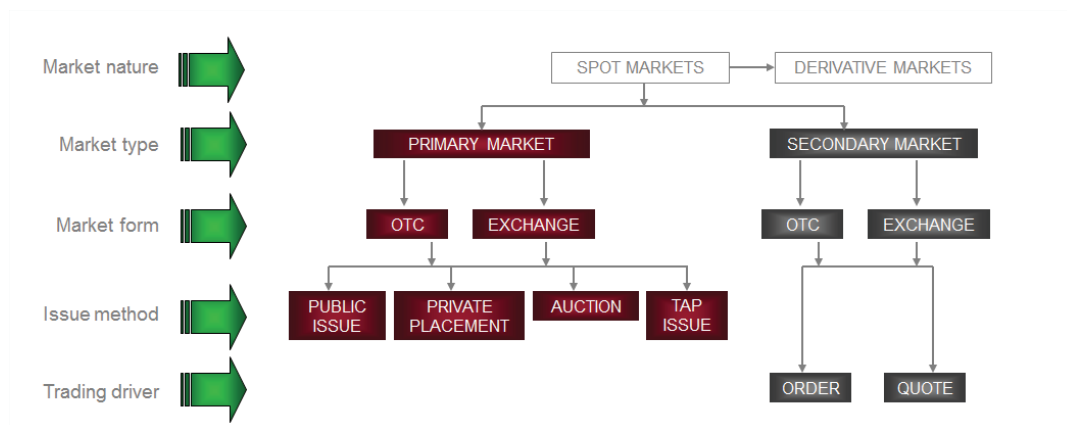 Market nature
SPOT MARKETS
DERIVATIVE MARKETS
Market type
PRIMARY MARKET
SECONDARY MARKET
Market form
OTC
EXCHANGE
OTC
EXCHANGE
Issue method
PUBLIC
ISSUE
PRIVATE
PLACEMENT
AUCTION
TAP
ISSUE
Trading driver
ORDER
QUOTE